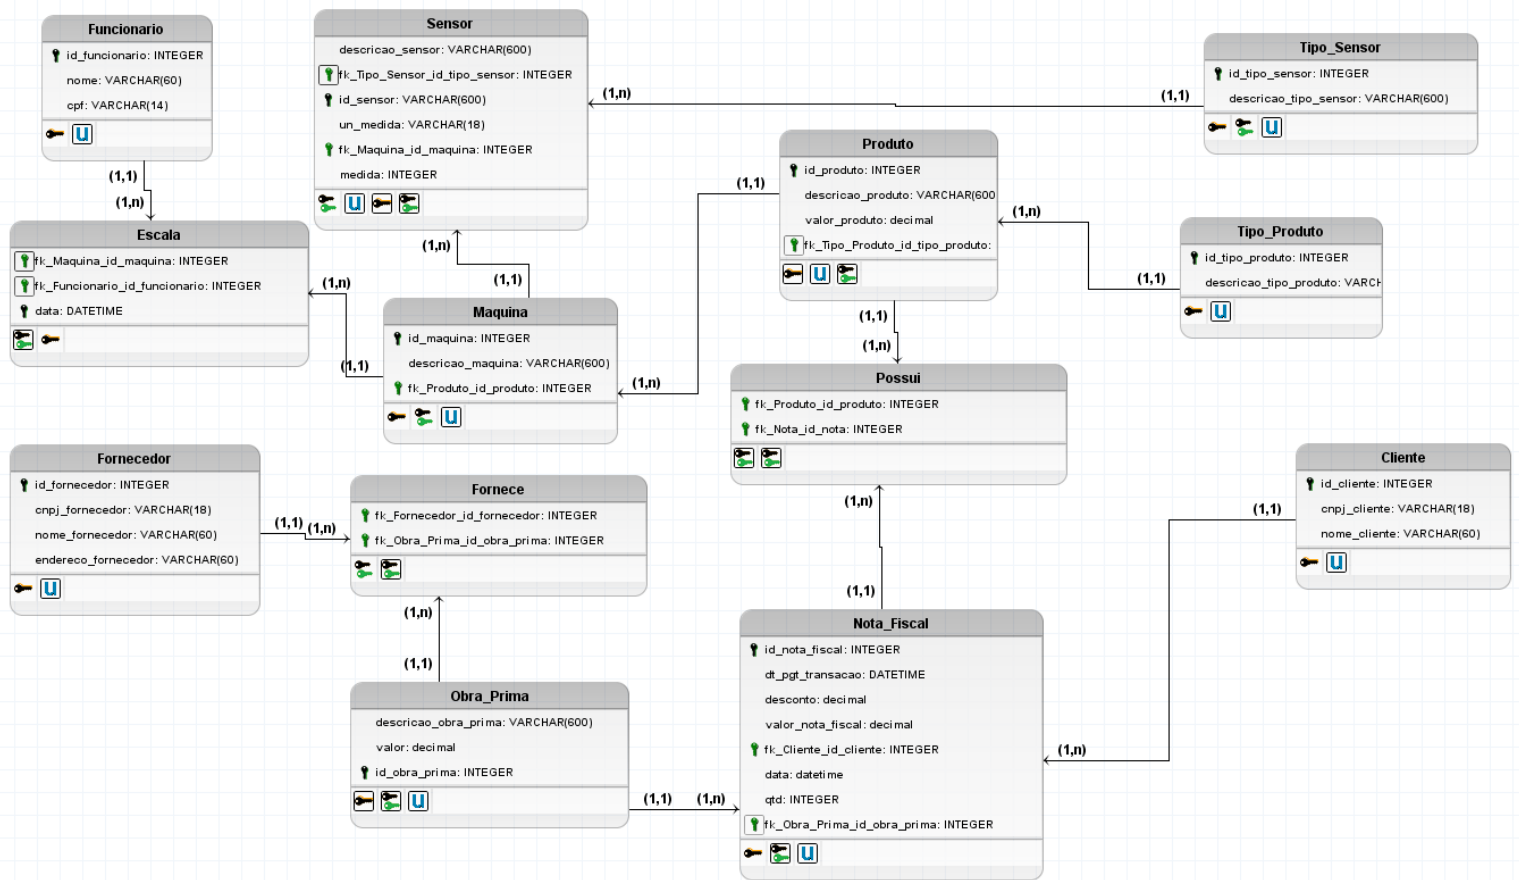 Funcionario
id_funcionario: INTEGER
nome: VARCHAR(60)
cpf: VARCHAR(14)
(1,1)
(1,n)
Sensor
descricao_sensor: VARCHAR(600)
fk_Tipo_Sensor_id_tipo_sensor: INTEGER
id_sensor: VARCHAR(600)
un_medida: VARCHAR(18)
fk_Maquina_id_maquina: INTEGER
medida: INTEGER
(1,n)
(1,1)
Tipo_Sensor
id_tipo_sensor: INTEGER
descricao_tipo_sensor: VARCHAR(600)
Produto
id_produto: INTEGER
descricao_produto: VARCHAR(600
valor_produto: decimal
fk_Tipo_Produto_id_tipo_produto:
(1,1)
(1,n)
(1,1)
Tipo_Produto
id_tipo_produto: INTEGER
descricao_tipo_produto: VARCH
Escala
fk_Maquina_id_maquina: INTEGER
fk_Funcionario_id_funcionario: INTEGER
data: DATETIME
(1,n)
(1,1)
(1,n)
(1,1)
Maquina
id_maquina: INTEGER
descricao_maquina: VARCHAR(600)
fk_Produto_id_produto: INTEGER
(1,n)
(1,1)
(1,n)
Possui
fk_Produto_id_produto: INTEGER
fk_Nota_id_nota: INTEGER
Fornecedor
id_fornecedor: INTEGER
cnpj_fornecedor: VARCHAR(18)
nome_fornecedor: VARCHAR(60)
endereco_fornecedor: VARCHAR(60)
(1,1)
(1,n)
Fornece
fk_Fornecedor_id_fornecedor: INTEGER
fk_Obra_Prima_id_obra_prima: INTEGER
(1,n)
(1,1)
Cliente
id_cliente: INTEGER
cnpj_cliente: VARCHAR(18)
nome_cliente: VARCHAR(60)
(1,1)
(1,n)
(1,n)
(1,1)
Obra_Prima
descricao_obra_prima: VARCHAR(600)
valor: decimal
id_obra_prima: INTEGER
(1,1)
(1,n)
Nota_Fiscal
id_nota_fiscal: INTEGER
dt_pgt_transacao: DATETIME
desconto: decimal
valor_nota_fiscal: decimal
fk_Cliente_id_cliente: INTEGER
data: datetime
qtd: INTEGER
fk_Obra_Prima_id_obra_prima: INTEGER